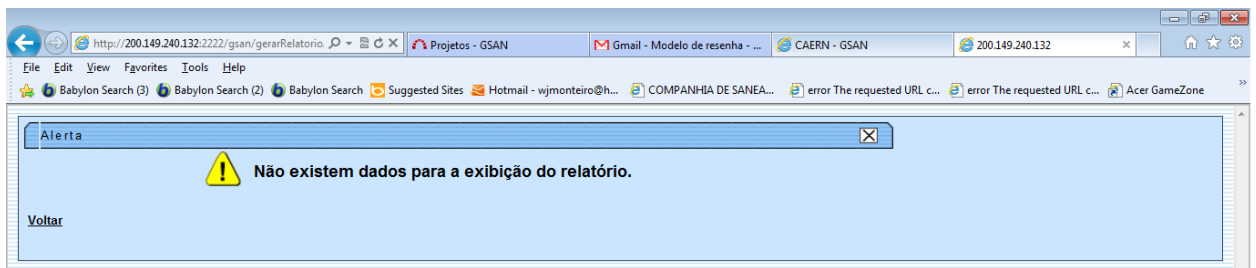 http://200.149.240.132:2222/gsan/gerarRelatorio.
Projetos - GSAN
Gmail - Modelo de resenha - ...
CAERN - GSAN
200.149.240.132
File Edit View Favorites Tools Help
Babylon Search (3) Babylon Search (2) Babylon Search Suggested Sites Hotmail - wjmonteiro@h... COMPANHIA DE SANEA... error The requested URL c... error The requested URL c... Acer GameZone
Alerta
Não existem dados para a exibição do relatório.
Voltar